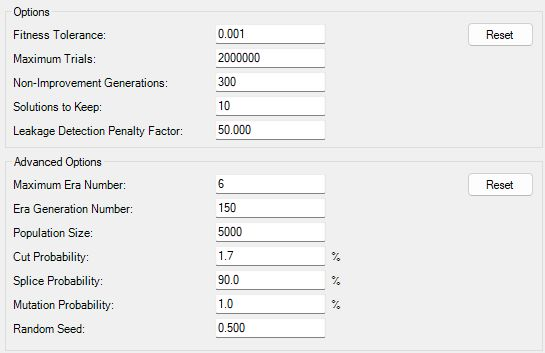 Options
Fitness Tolerance: 0.001 Reset
Maximum Trials: 2000000
Non-Improvement Generations: 300
Solutions to Keep: 10
Leakage Detection Penalty Factor: 50.000
Advanced Options
Maximum Era Number: 6 Reset
Era Generation Number: 150
Population Size: 5000
Cut Probability: 1.7 %
Splice Probability: 90.0 %
Mutation Probability: 1.0 %
Random Seed: 0.500